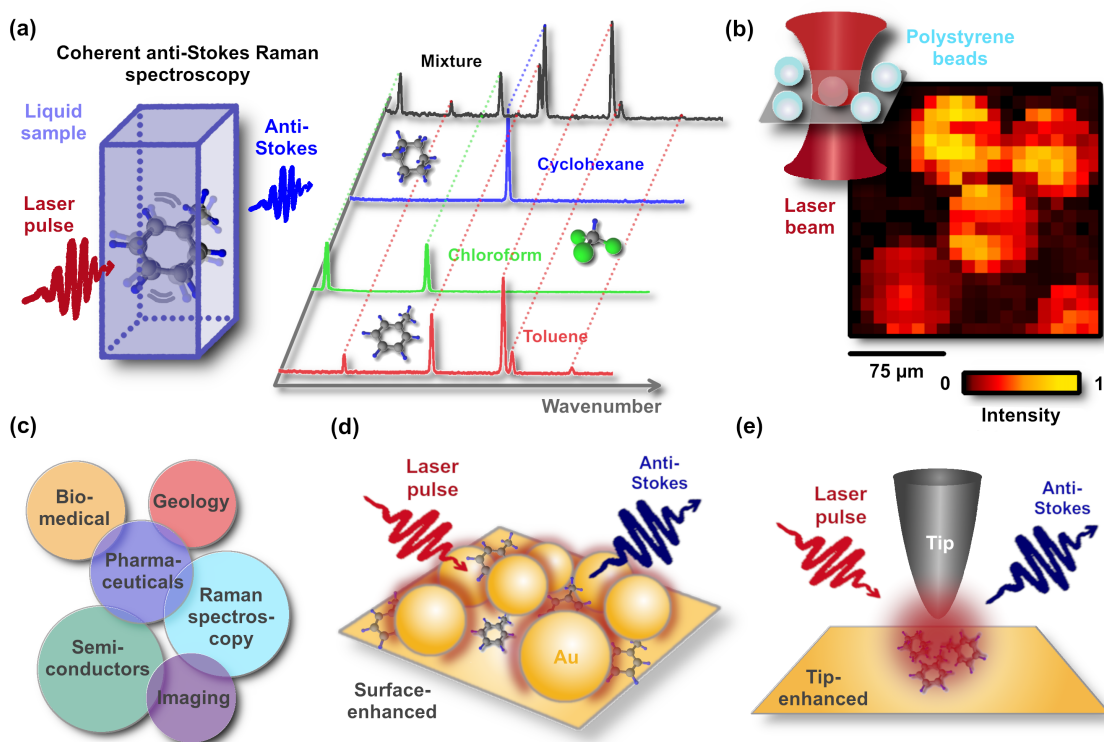 (a)
Coherent anti-Stokes Raman
spectroscopy
Liquid
sample
Anti-
Stokes
Laser
pulse
Mixture
Cyclohexane
Chloroform
Toluene
Wavenumber
(b)
Polystyrene
beads
Laser
beam
75 µm
0
1
Intensity
(c)
Bio-
medical
Geology
Pharma-
ceuticals
Raman
spectros-
copy
Semi-
conductors
Imaging
(d)
Laser
pulse
Anti-
Stokes
Au
Surface-
enhanced
(e)
Laser
pulse
Tip
Anti-
Stokes
Tip-
enhanced